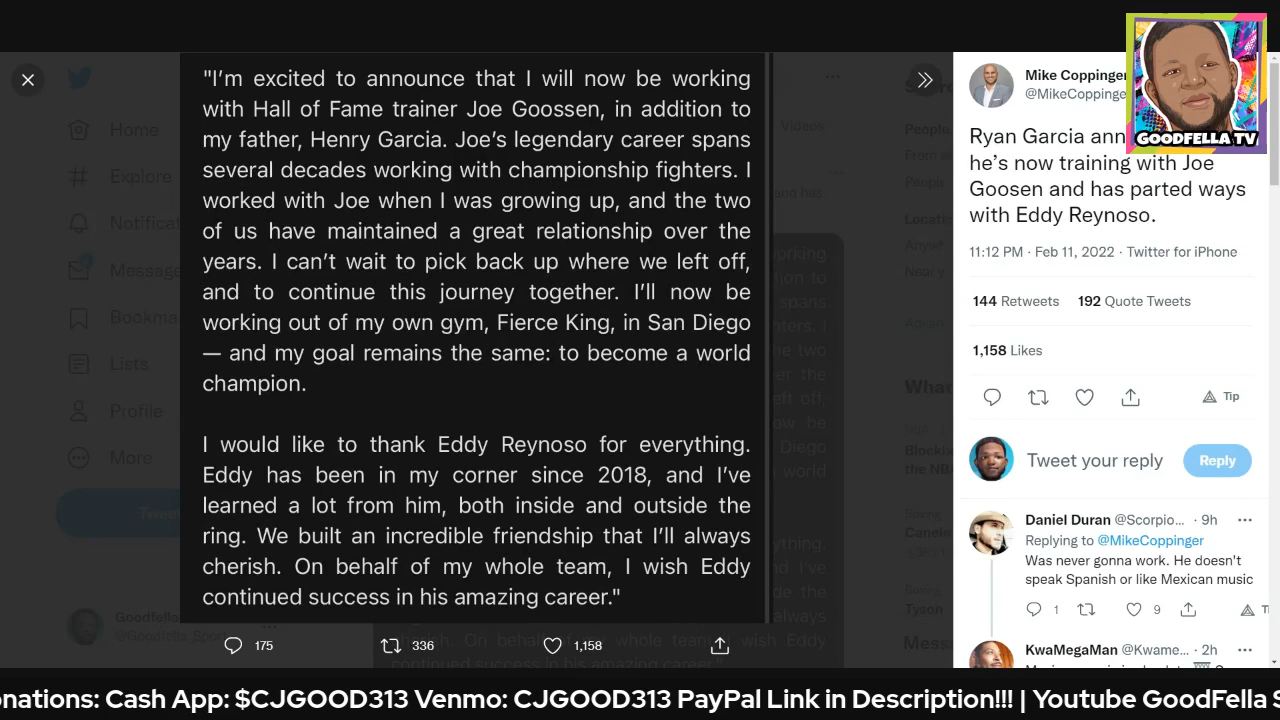 "I'm excited to announce that I will now be working
with Hall of Fame trainer Joe Goossen, in addition to
my father, Henry Garcia. Joe's legendary career spans
several decades working with championship fighters. I
worked with Joe when I was growing up, and the two
of us have maintained a great relationship over the
years. I can't wait to pick back up where we left off,
and to continue this journey together. I'll now be
working out of my own gym, Fierce King, in San Diego
— and my goal remains the same: to become a world
champion.
I would like to thank Eddy Reynoso for everything.
Eddy has been in my corner since 2018, and I've
learned a lot from him, both inside and outside the
ring. We built an incredible friendship that I'll always
cherish. On behalf of my whole team, I wish Eddy
continued success in his amazing career."
175
336
1,158
Home
Explore
Lists
Profile
More
Videos
Mike Coppinger
@MikeCoppinge
GOODFELLA TV
Ryan Garcia ann
he's now training with Joe
Goosen and has parted ways
with Eddy Reynoso.
11:12 PM · Feb 11, 2022 · Twitter for iPhone
144 Retweets 192 Quote Tweets
1,158 Likes
Tip
Tweet your reply
Reply
Daniel Duran @Scorpio... · 9h
Replying to @MikeCoppinger
Was never gonna work. He doesn't
speak Spanish or like Mexican music
1
9
KwaMegaMan @Kwame... · 2h
nations: Cash App: $CJGOOD313 Venmo: CJGOOD313 PayPal Link in Description!!! | Youtube GoodFella S